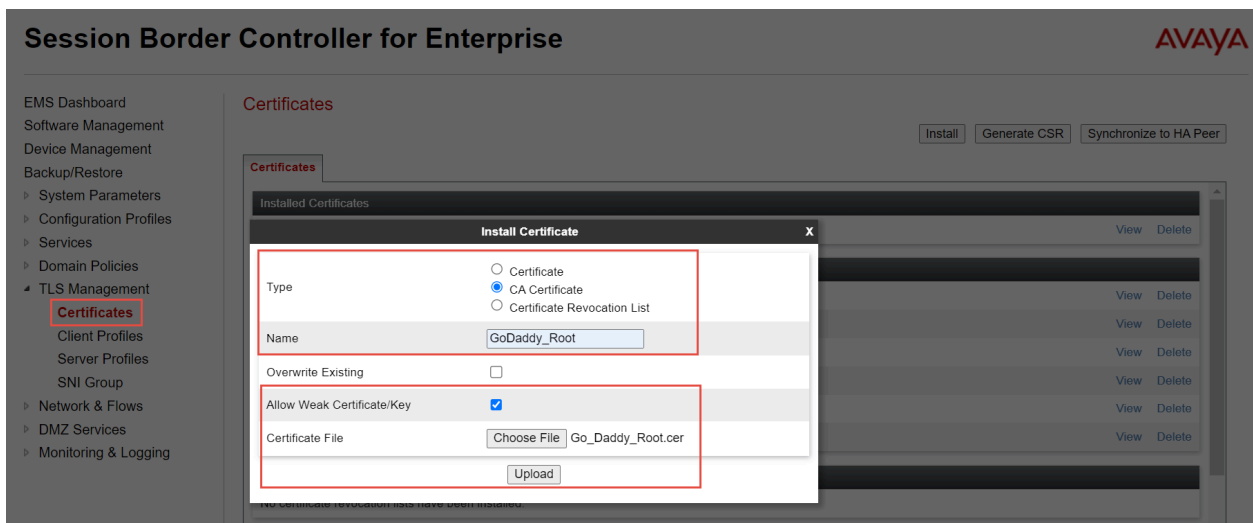 Session Border Controller for Enterprise
AVAYA
EMS Dashboard
Software Management
Device Management
Backup/Restore
System Parameters
Configuration Profiles
Services
Domain Policies
TLS Management
Certificates
Client Profiles
Server Profiles
SNI Group
Network & Flows
DMZ Services
Monitoring & Logging
Certificates
Install Generate CSR Synchronize to HA Peer
Certificates
Installed Certificates
View Delete
View Delete
View Delete
View Delete
View Delete
View Delete
View Delete
Install Certificate X
Type
Certificate
CA Certificate
Certificate Revocation List
Name GoDaddy_Root
Overwrite Existing
Allow Weak Certificate/Key
Certificate File Choose File Go_Daddy_Root.cer
Upload
No certificate revocation lists have been installed.